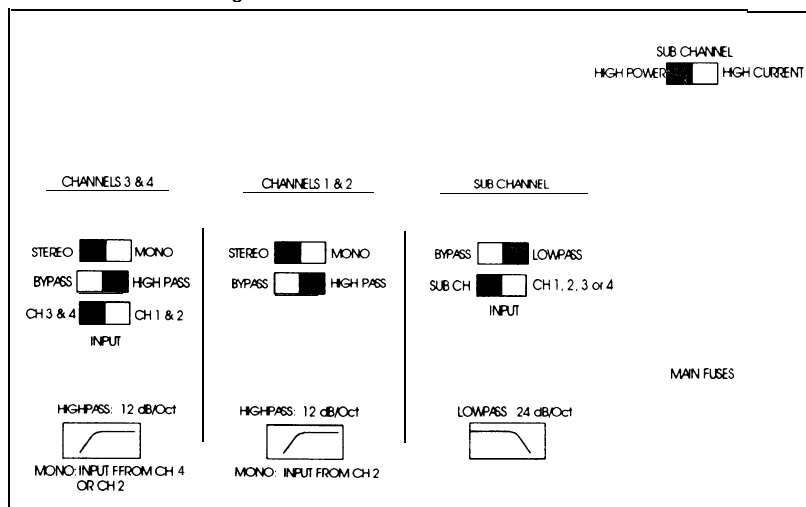 SUB CHANNEL
HIGH POWER HIGH CURRENT
CHANNELS 3 & 4
STEREO MONO
BYPASS HIGH PASS
CH 3 & 4 CH 1 & 2
INPUT
HIGHPASS: 12 dB/Oct
MONO: INPUT FFROM CH 4
OR CH 2
CHANNELS 1 & 2
STEREO MONO
BYPASS HIGH PASS
HIGHPASS: 12 dB/Oct
MONO: INPUT FROM CH 2
SUB CHANNEL
BYPASS LOWPASS
SUB CH CH 1, 2, 3 or 4
INPUT
LOWPASS 24 dB/Oct
MAIN FUSES